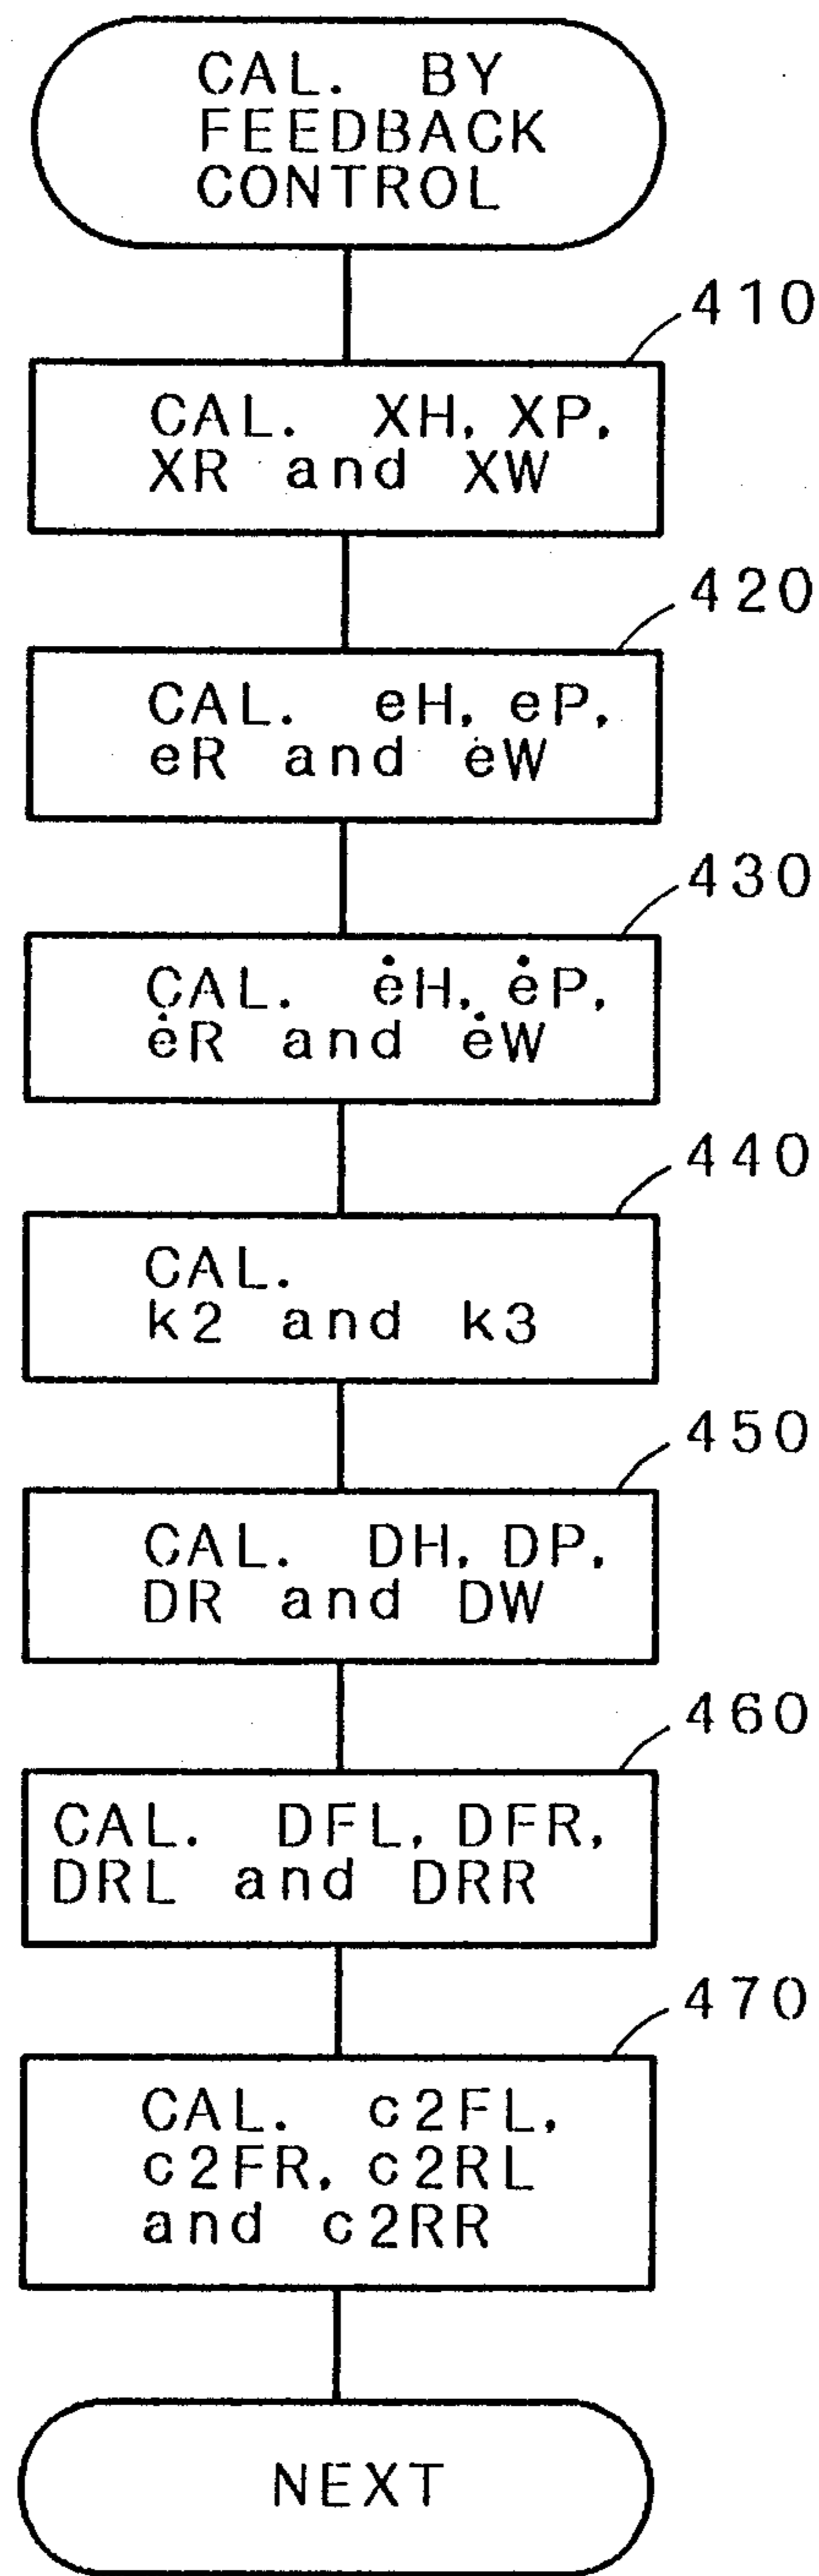 CAL. BY
FEEDBACK
CONTROL
410
CAL. XH, XP,
XR and XW
420
CAL. eH, eP,
eR and eW
430
CAL. ėH, ėP,
ėR and ėW
440
CAL.
k2 and k3
450
CAL. DH, DP,
DR and DW
460
CAL. DFL, DFR,
DRL and DRR
470
CAL. c2FL,
c2FR, c2RL
and c2RR
NEXT